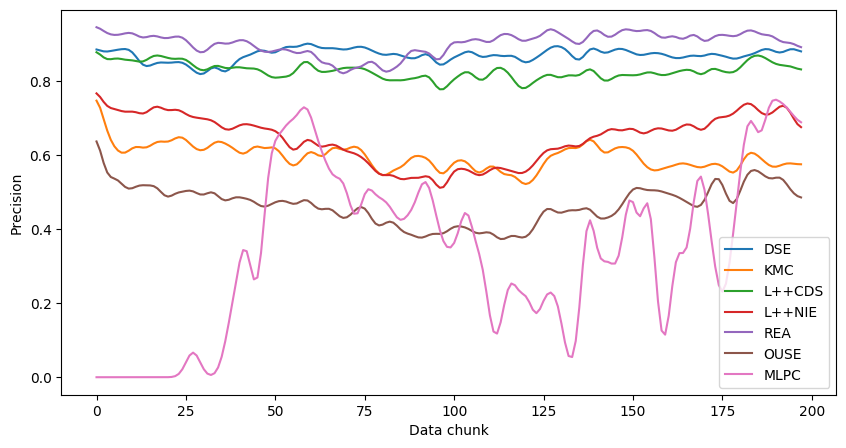 Precision
0.8
0.6
0.4
0.2
0.0
0 25 50 75 100 125 150 175 200
Data chunk
DSE
KMC
L++CDS
L++NIE
REA
OUSE
MLPC